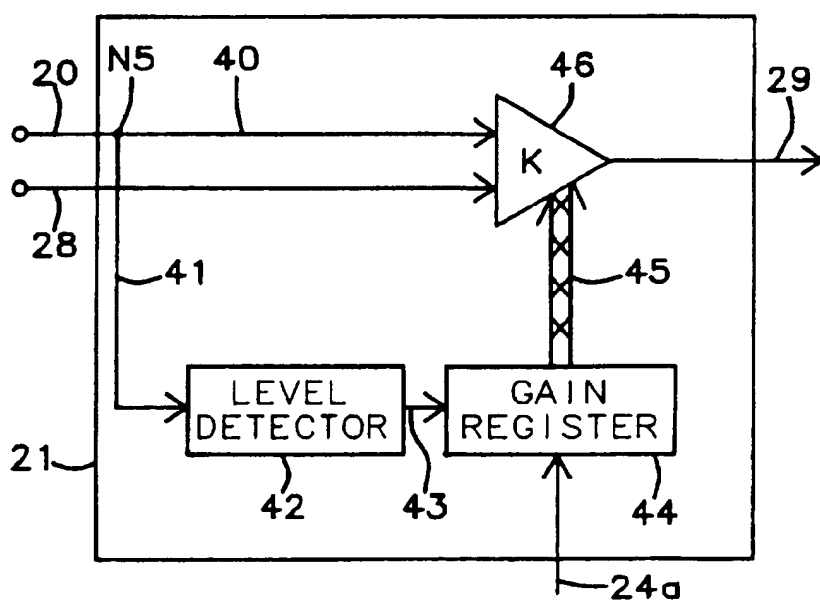 20
N5
40
46
29
K
28
41
45
LEVEL
DETECTOR
GAIN
REGISTER
21
42
43
44
24a